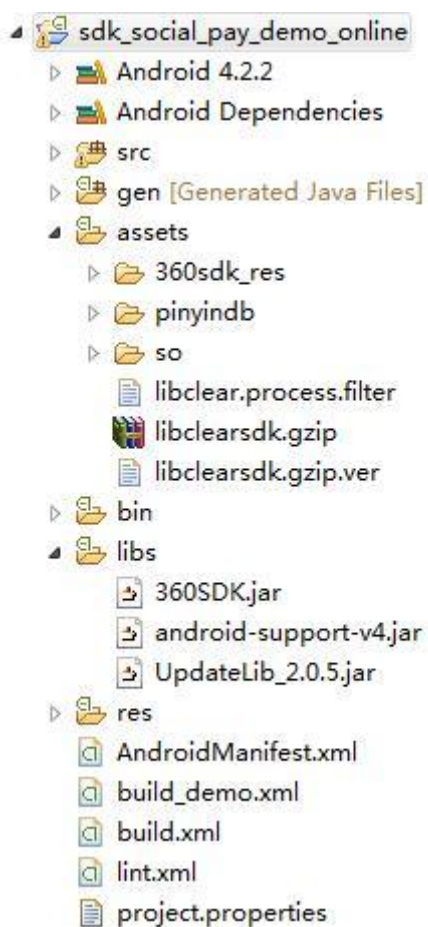 sdk_social_pay_demo_online
Android 4.2.2
Android Dependencies
src
gen [Generated Java Files]
assets
360sdk_res
pinyindb
so
libclear.process.filter
libclearsdk.gzip
libclearsdk.gzip.ver
bin
libs
360SDK.jar
android-support-v4.jar
UpdateLib_2.0.5.jar
res
AndroidManifest.xml
build_demo.xml
build.xml
lint.xml
project.properties